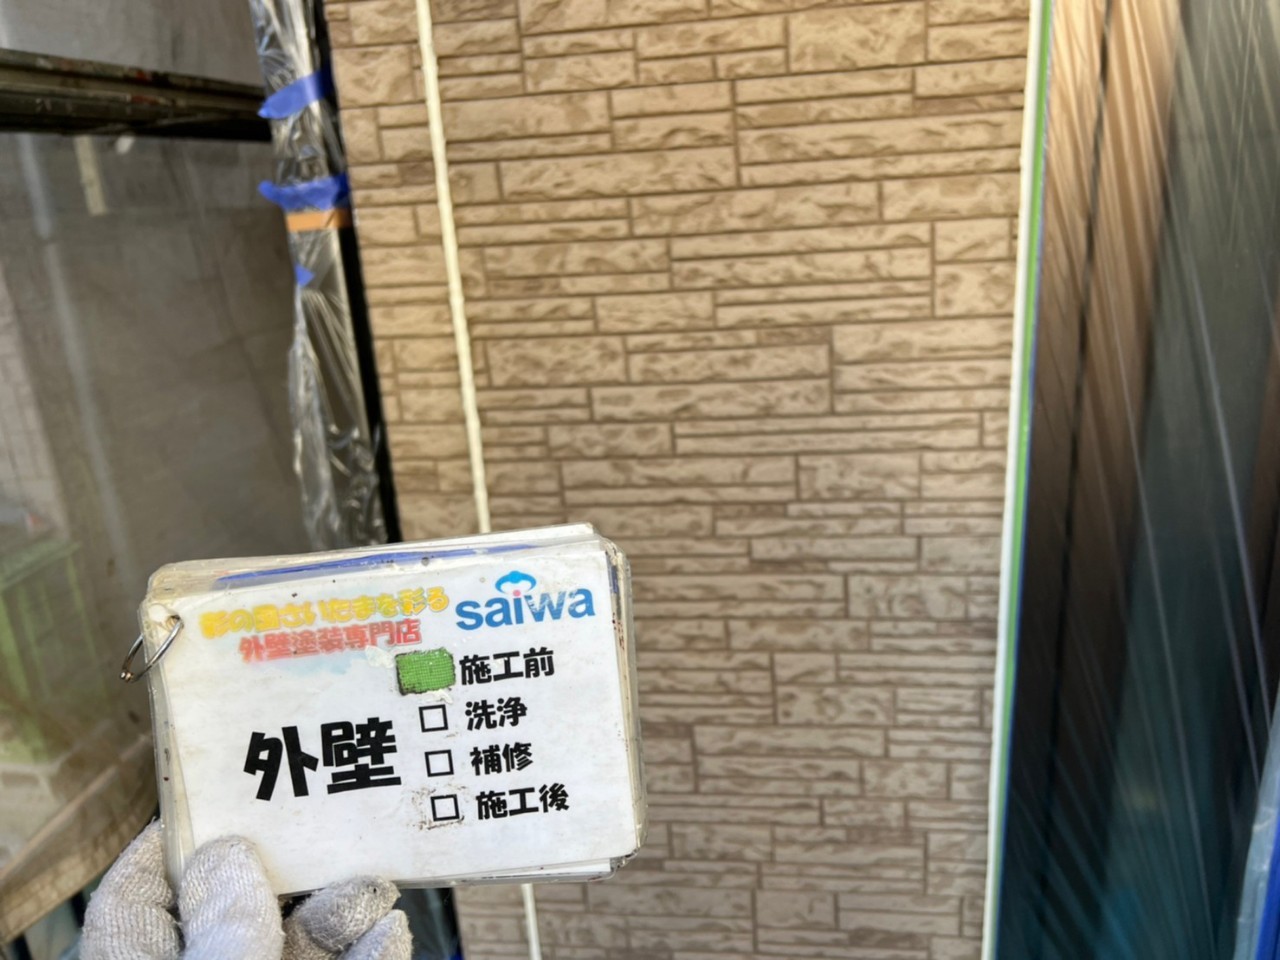 彩の国さいたまを彩る
外壁塗装専門店
saiwa
外壁
施工前
洗浄
補修
施工後